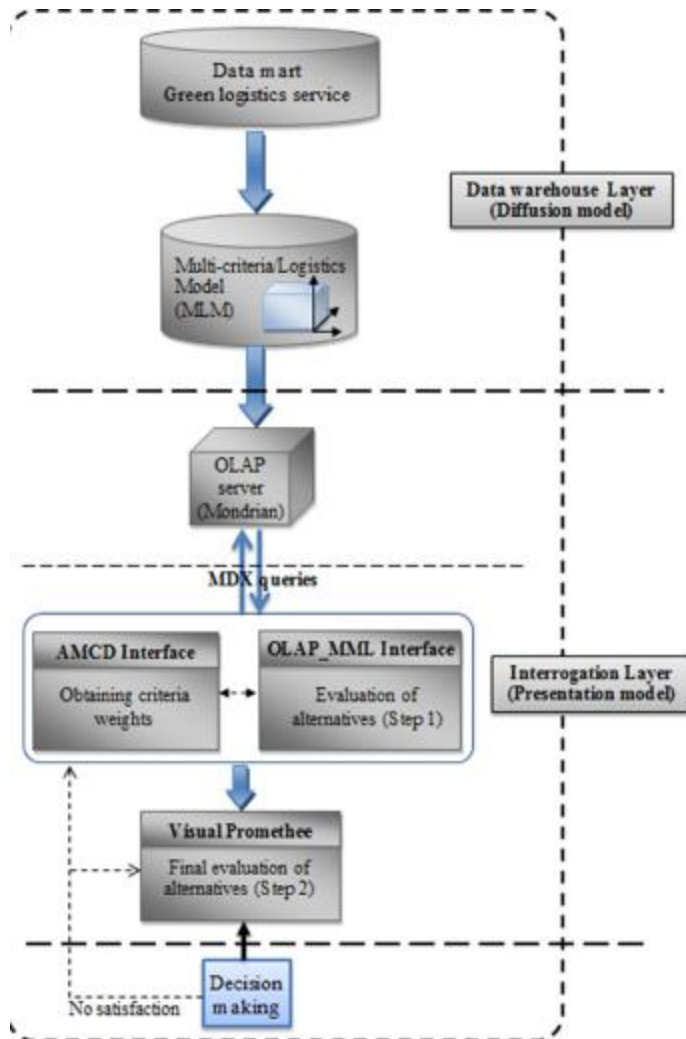 Data mart
Green logistics service
Data warehouse Layer
(Diffusion model)
Multi-criteria/Logistics
Model
(MLM)
OLAP
server
(Mondrian)
MDX queries
AMCD Interface
Obtaining criteria
weights
OLAP_MML Interface
Evaluation of
alternatives (Step 1)
Interrogation Layer
(Presentation model)
Visual Promethee
Final evaluation of
alternatives (Step 2)
Decision
making
No satisfaction